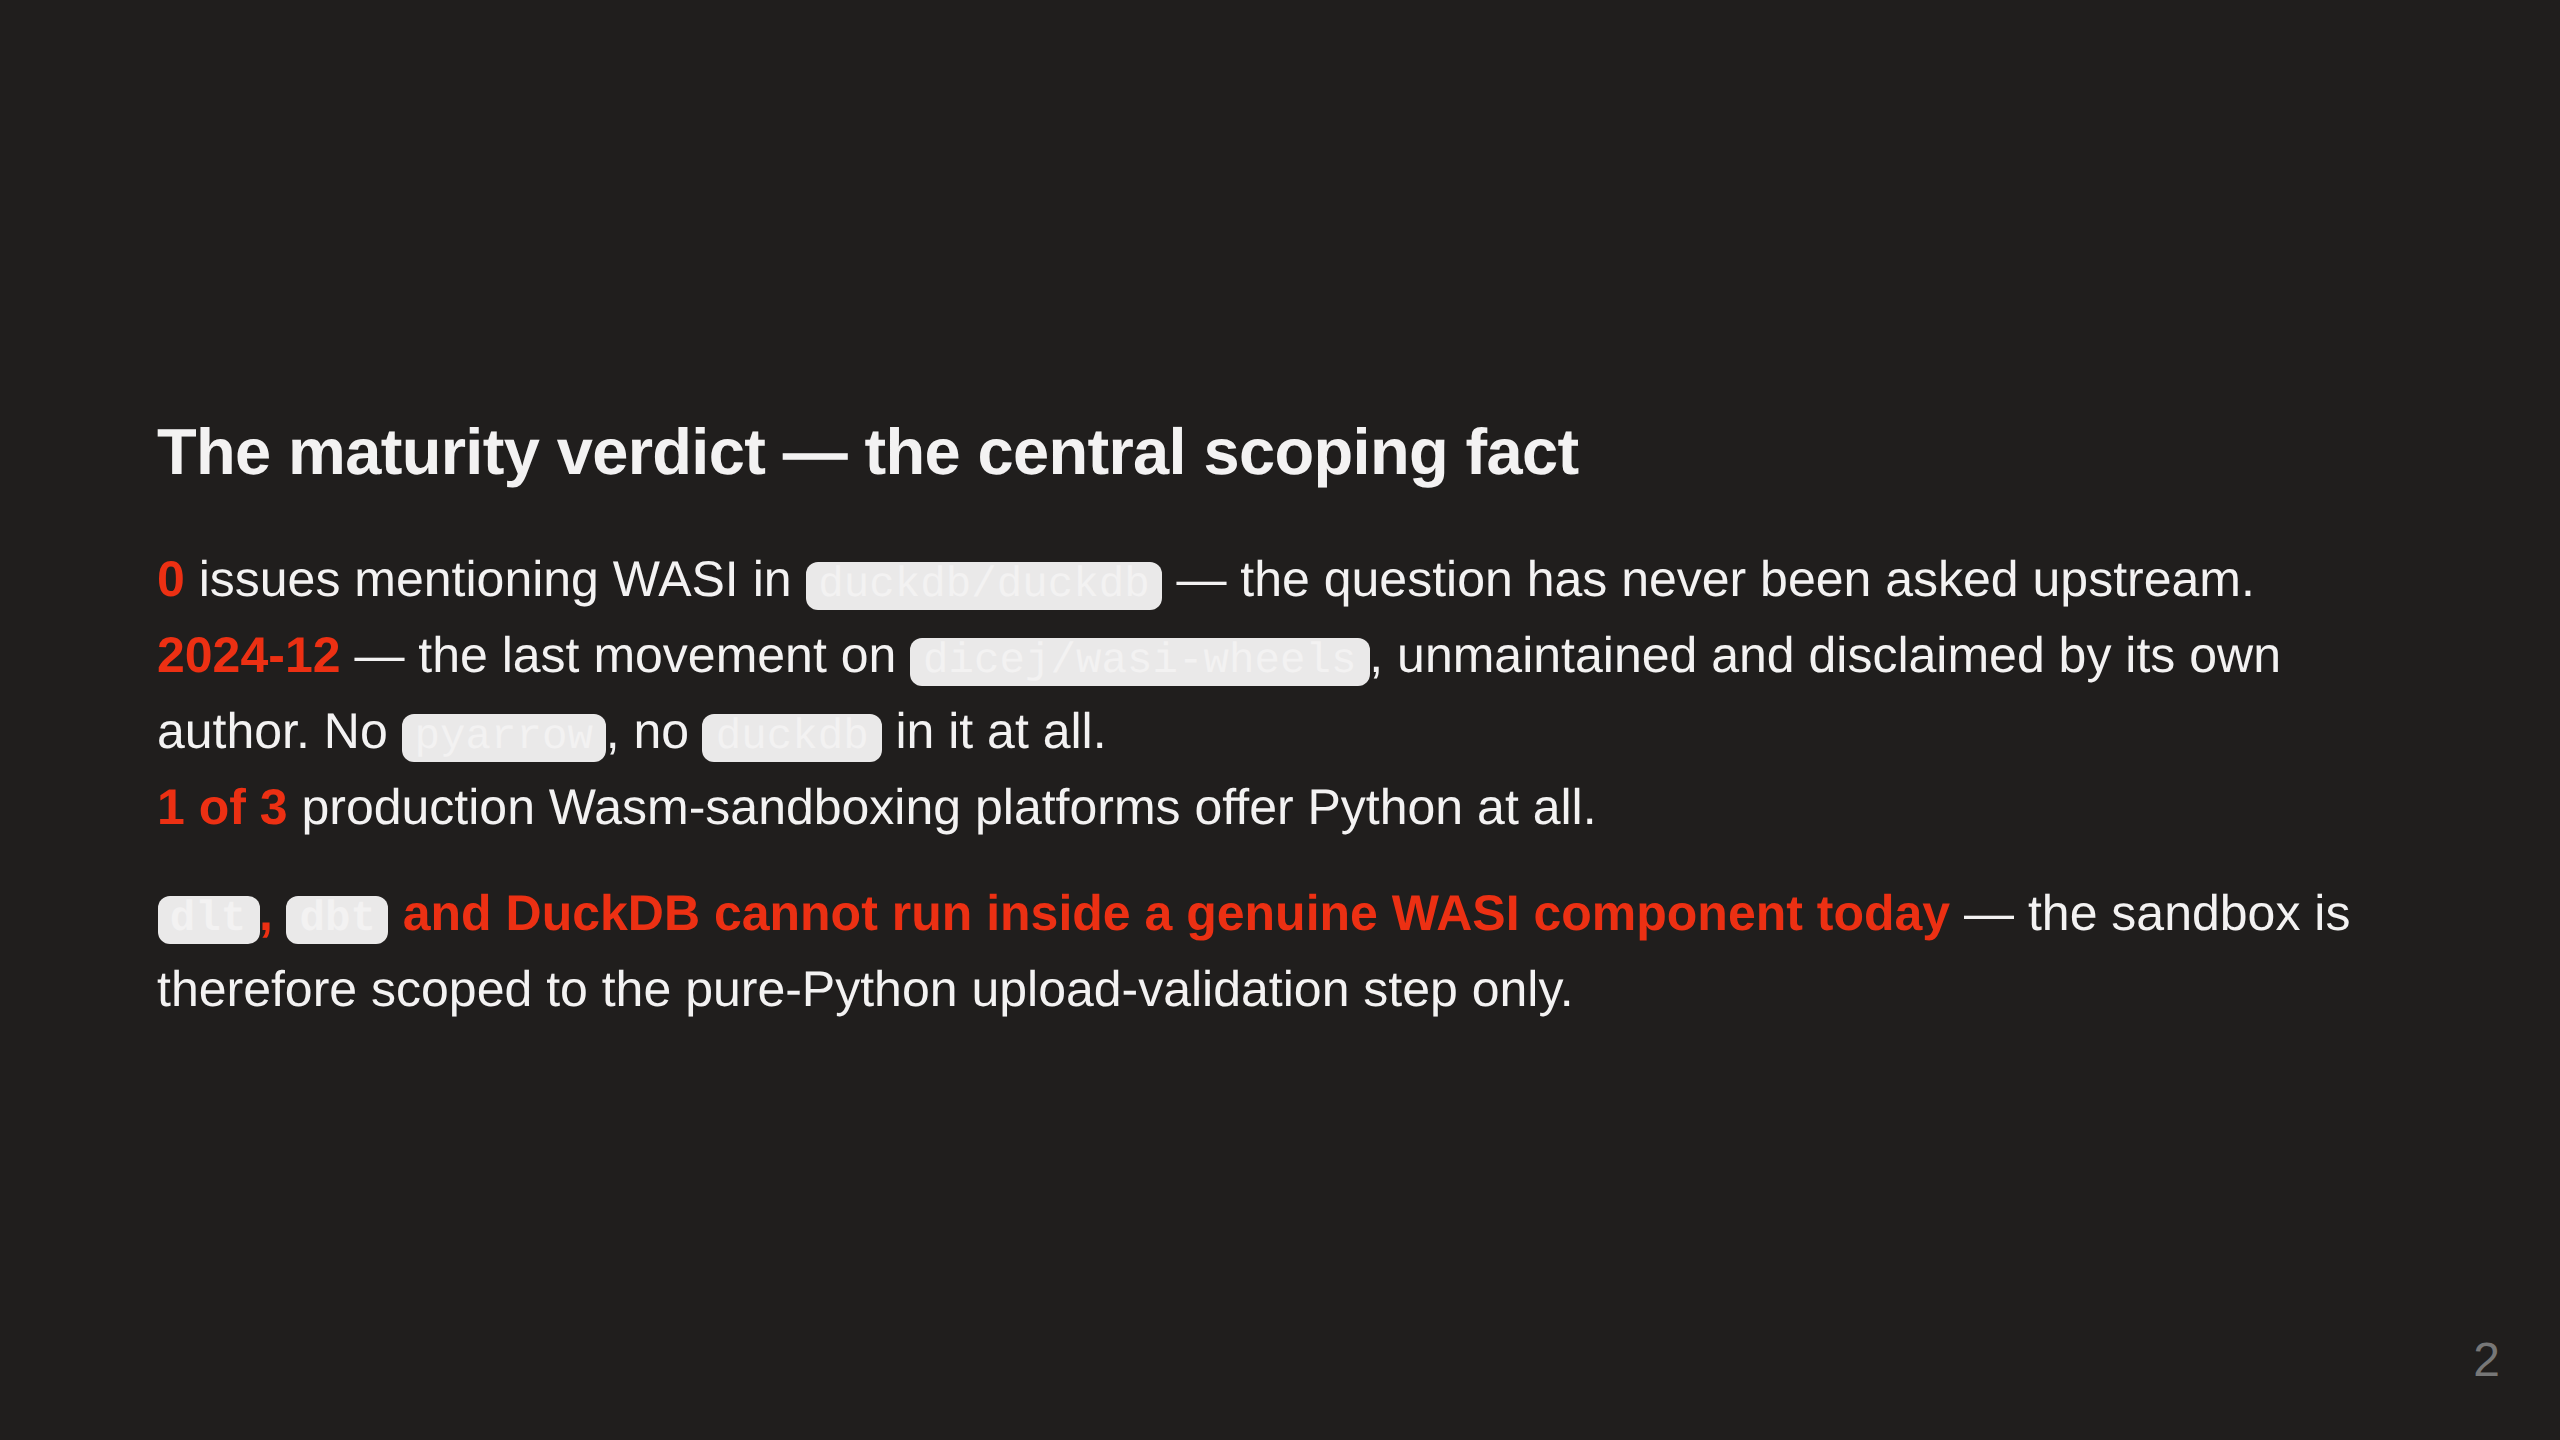 The maturity verdict — the central scoping fact
0 issues mentioning WASI in duckdb/duckdb — the question has never been asked upstream.
2024-12 — the last movement on dicej/wasi-wheels, unmaintained and disclaimed by its own
author. No pyarrow, no duckdb in it at all.
1 of 3 production Wasm-sandboxing platforms offer Python at all.
dlt, dbt and DuckDB cannot run inside a genuine WASI component today — the sandbox is
therefore scoped to the pure-Python upload-validation step only.
2